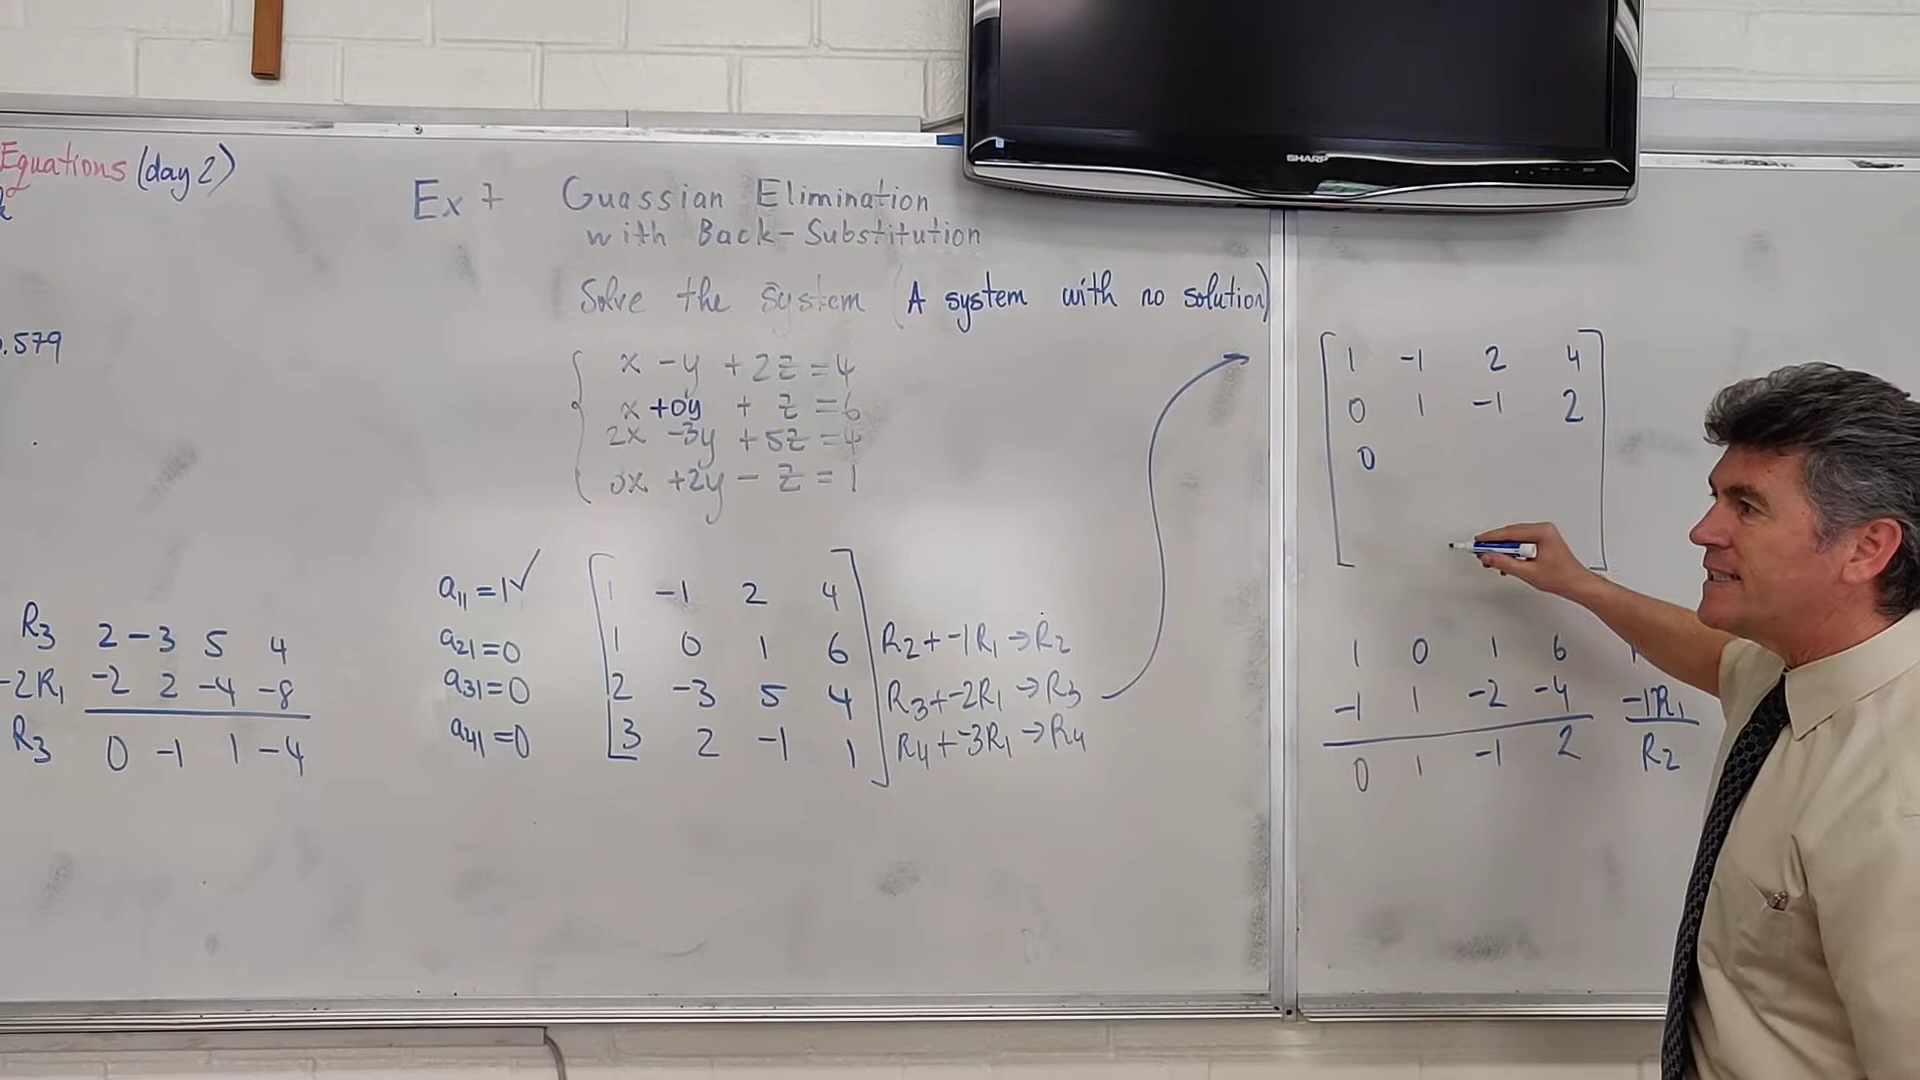 Equations (day 2)
.579
R3 2 -3 5 4
-2R1 -2 2 -4 -8
R3 0 -1 1 -4
Ex 7 Guassian Elimination
with Back-Substitution
Solve the system (A system with no solution)
x - y + 2z = 4
x + 0y + z = 6
2x - 3y + 5z = 4
3x + 2y - z = 1
a11 = 1 ✓ 1 -1 2 4
a21 = 0 1 0 1 6 R2 + -1R1 → R2
a31 = 0 2 -3 5 4 R3 + -2R1 → R3
a41 = 0 3 2 -1 1 R4 + -3R1 → R4
SHARP
1 -1 2 4
0 1 -1 2
0
1 0 1 6
-1 1 -2 -4 -1R1
0 1 -1 2 R2